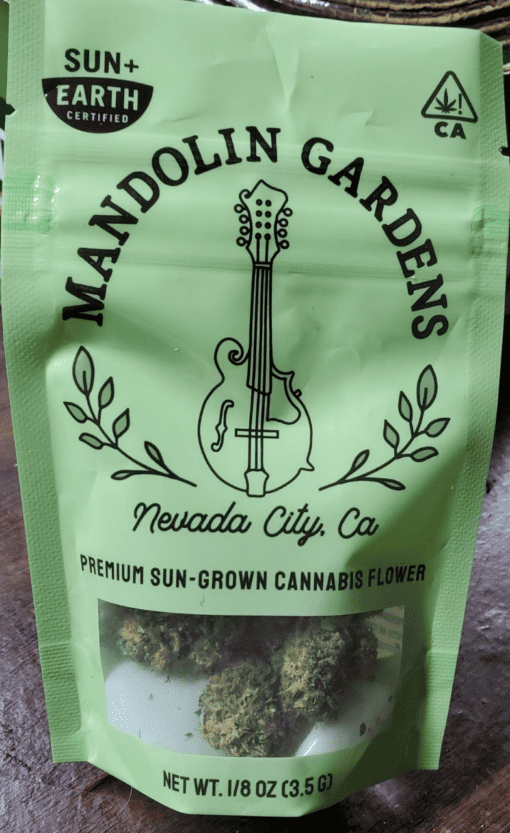 SUN+
EARTH
CERTIFIED
CA
MANDOLIN GARDENS
Nevada City, Ca
PREMIUM SUN-GROWN CANNABIS FLOWER
NET WT. 1/8 OZ (3.5 G)